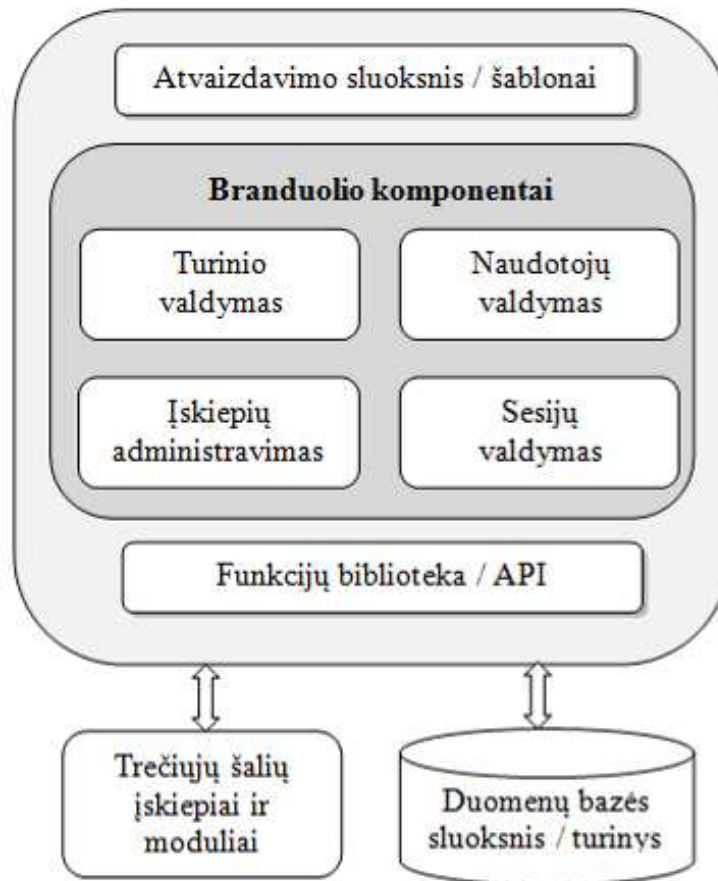 Atvaizdavimo sluoksnis / šablonai
Branduolio komponentai
Turinio
valdymas
Naudotojų
valdymas
Įskiepių
administravimas
Sesijų
valdymas
Funkcijų biblioteka / API
Trečiųjų šalių
įskiepiai ir
moduliai
Duomenų bazės
sluoksnis / turinys